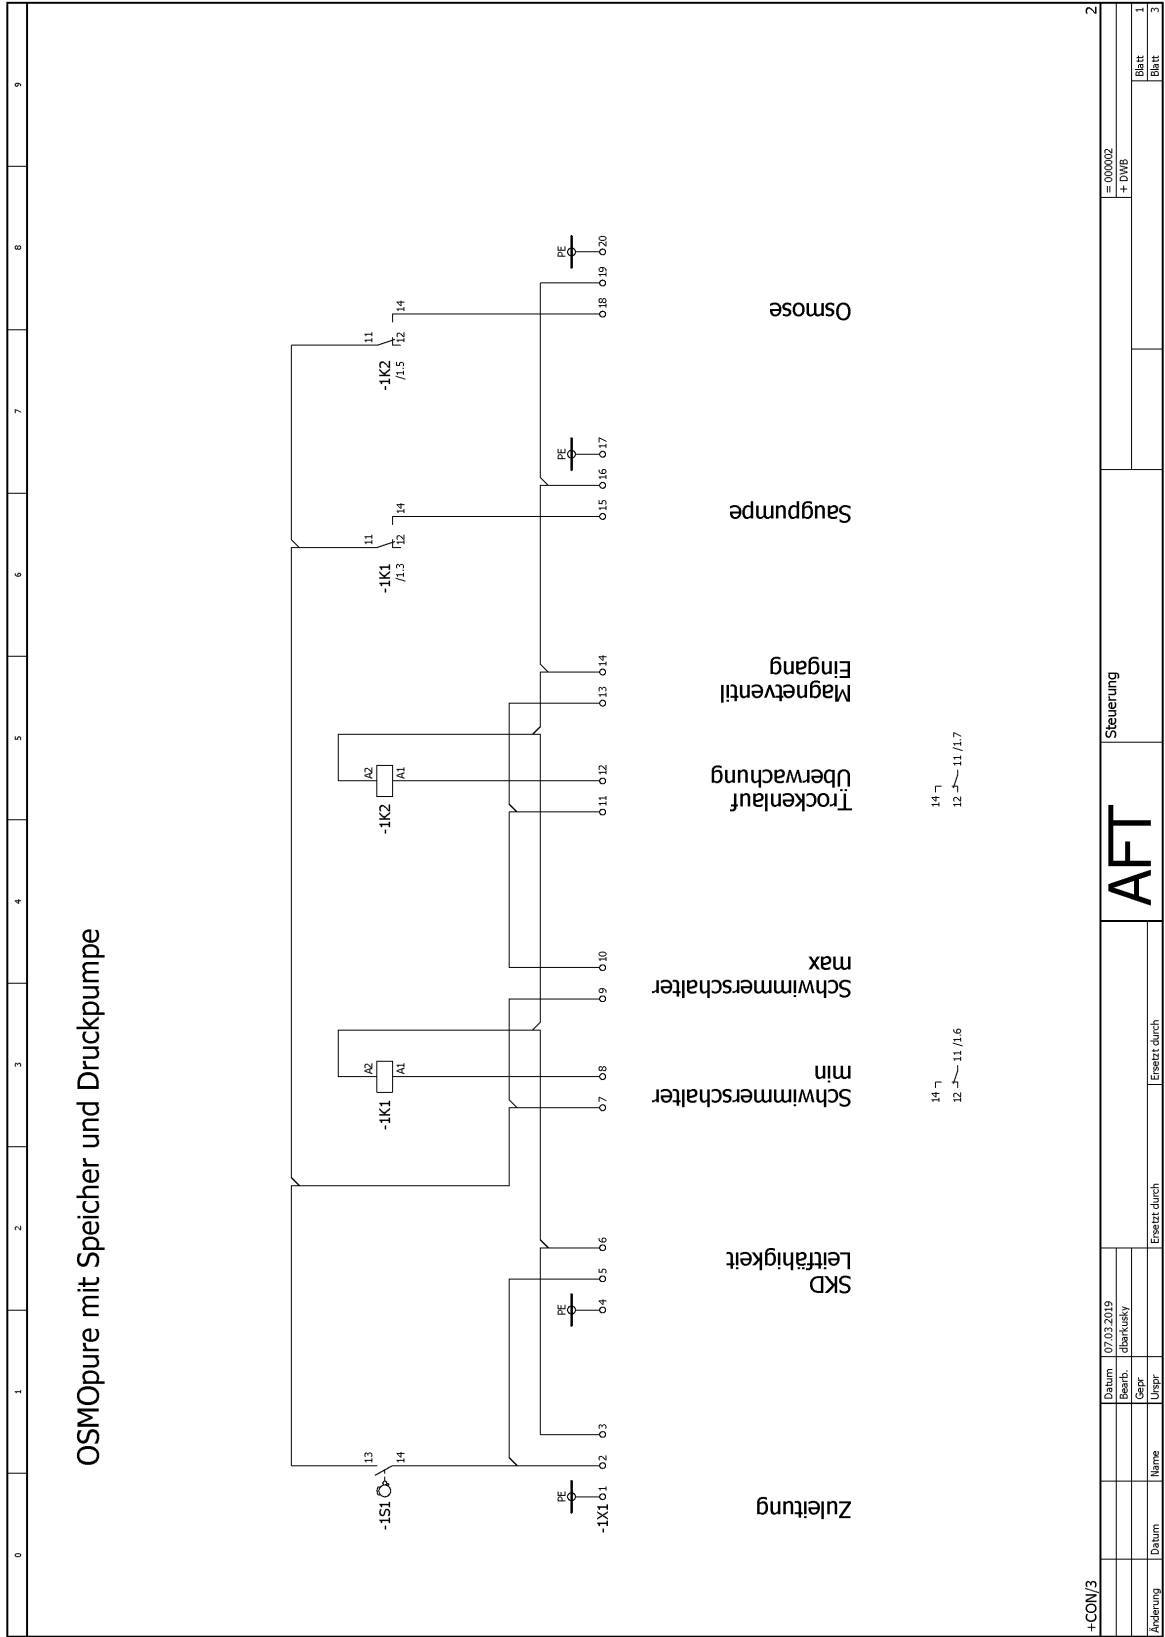 0 1 2 3 4 5 6 7 8 9
OSMOpure mit Speicher und Druckpumpe
-1S1
13
14
-1K1
A2
A1
-1K2
A2
A1
-1K1
/1.3
11
12
14
-1K2
/1.5
11
12
14
-1X1
PE
1
2
3
PE
4
5
6
7
8
9
10
11
12
13
14
15
16
PE
17
18
19
PE
20
Zuleitung
SKD
Leitfähigkeit
Schwimmerschalter
min
Schwimmerschalter
max
Trockenlauf
Überwachung
Magnetventil
Eingang
Saugpumpe
Osmose
14
12
11 /1.6
14
12
11 /1.7
+CON/3
2
Änderung
Datum
Name
Datum
07.03.2019
Bearb.
dbarkusky
Gepr
Urspr
Ersetzt durch
Ersetzt durch
AFT
Steuerung
= 000002
+ DWB
Blatt 1
Blatt 3